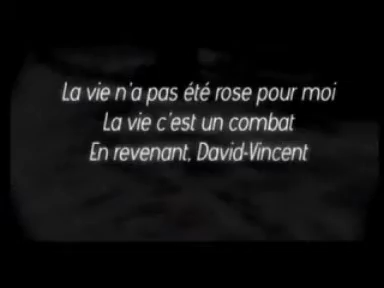 La vie n'a pas été rose pour moi
La vie c'est un combat
En revenant, David-Vincent